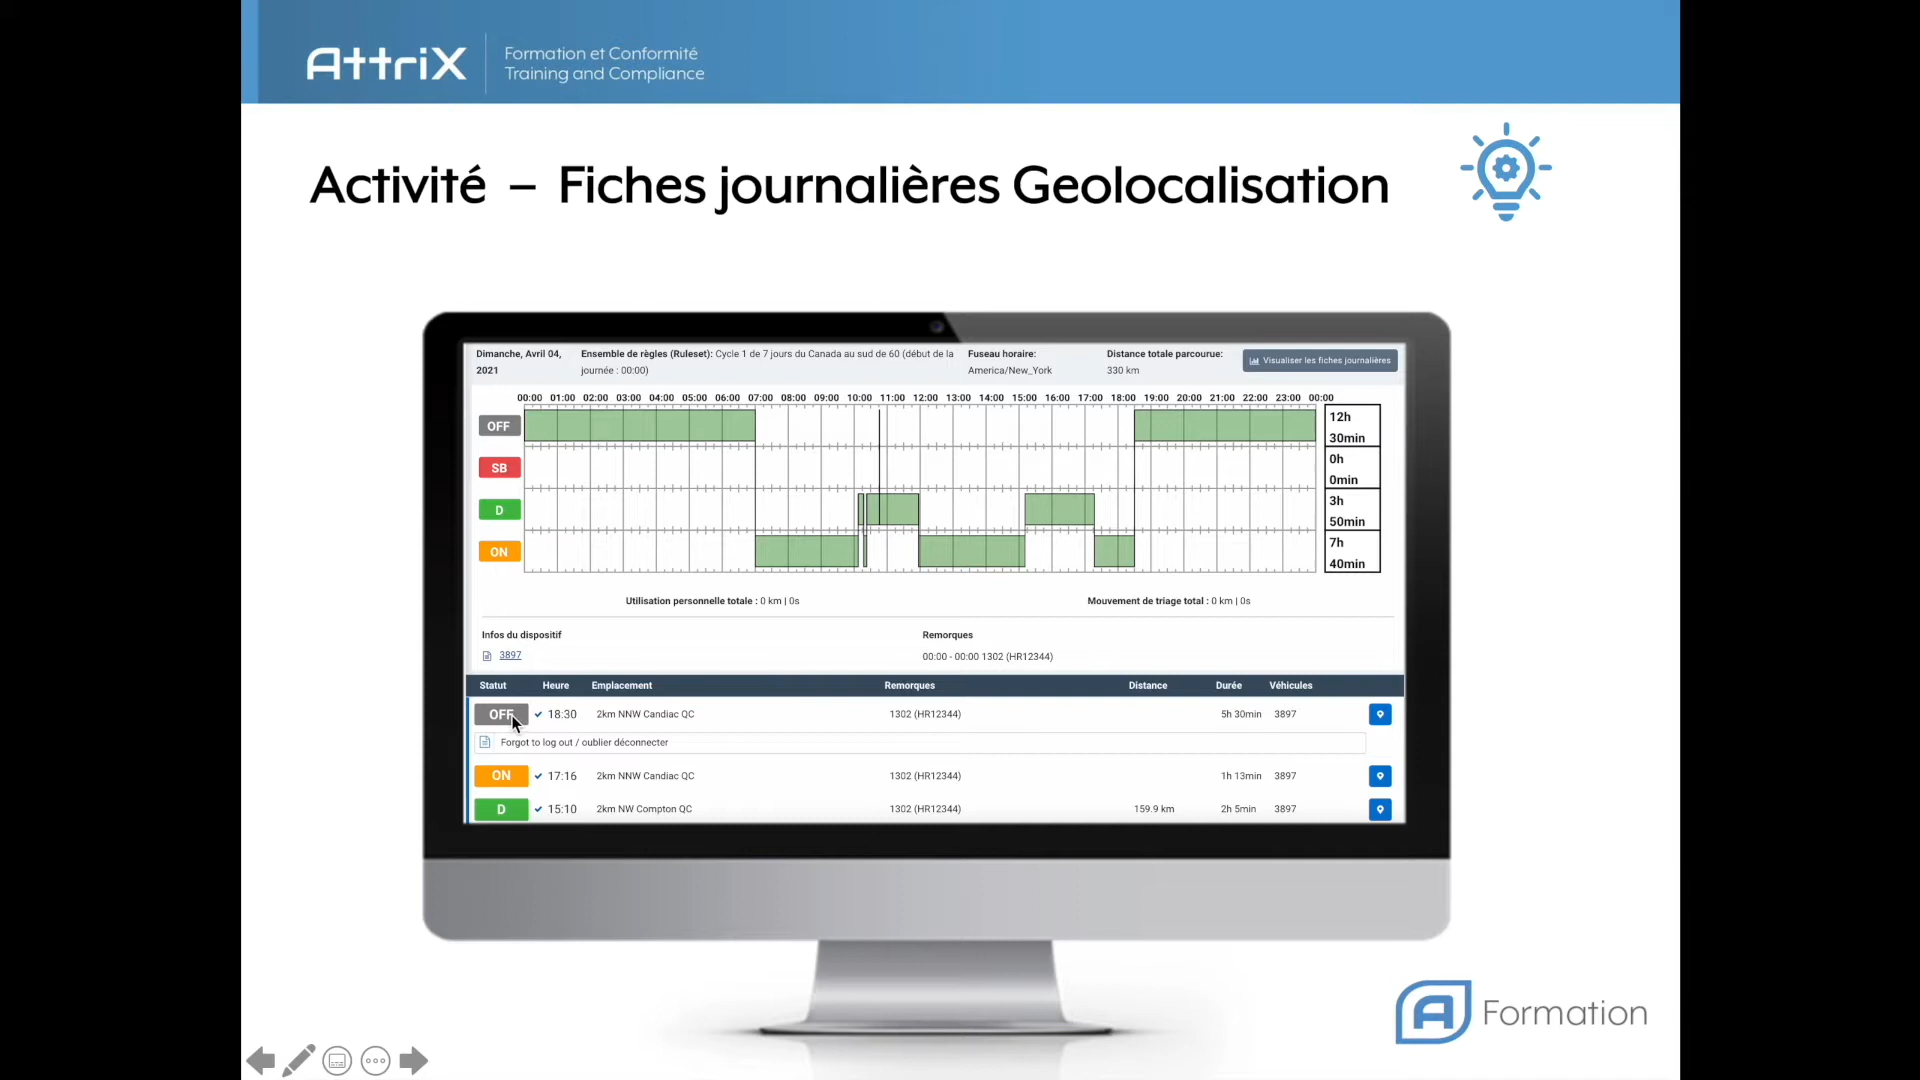 AttriX
Formation et Conformité
Training and Compliance
Activité – Fiches journalières Geolocalisation
Dimanche, Avril 04,
2021
Ensemble de règles (Ruleset): Cycle 1 de 7 jours du Canada au sud de 60 (début de la
journée : 00:00)
Fuseau horaire:
America/New_York
Distance totale parcourue:
330 km
Visualiser les fiches journalières
00:00 01:00 02:00 03:00 04:00 05:00 06:00 07:00 08:00 09:00 10:00 11:00 12:00 13:00 14:00 15:00 16:00 17:00 18:00 19:00 20:00 21:00 22:00 23:00 00:00
OFF
12h
30min
SB
0h
0min
D
3h
50min
ON
7h
40min
Utilisation personnelle totale : 0 km | 0s
Mouvement de triage total : 0 km | 0s
Infos du dispositif
3897
Remorques
00:00 - 00:00 1302 (HR12344)
Statut Heure Emplacement Remorques Distance Durée Véhicules
OFF 18:30 2km NNW Candiac QC 1302 (HR12344) 5h 30min 3897
Forgot to log out / oublier déconnecter
ON 17:16 2km NNW Candiac QC 1302 (HR12344) 1h 13min 3897
D 15:10 2km NW Compton QC 1302 (HR12344) 159.9 km 2h 5min 3897
A Formation